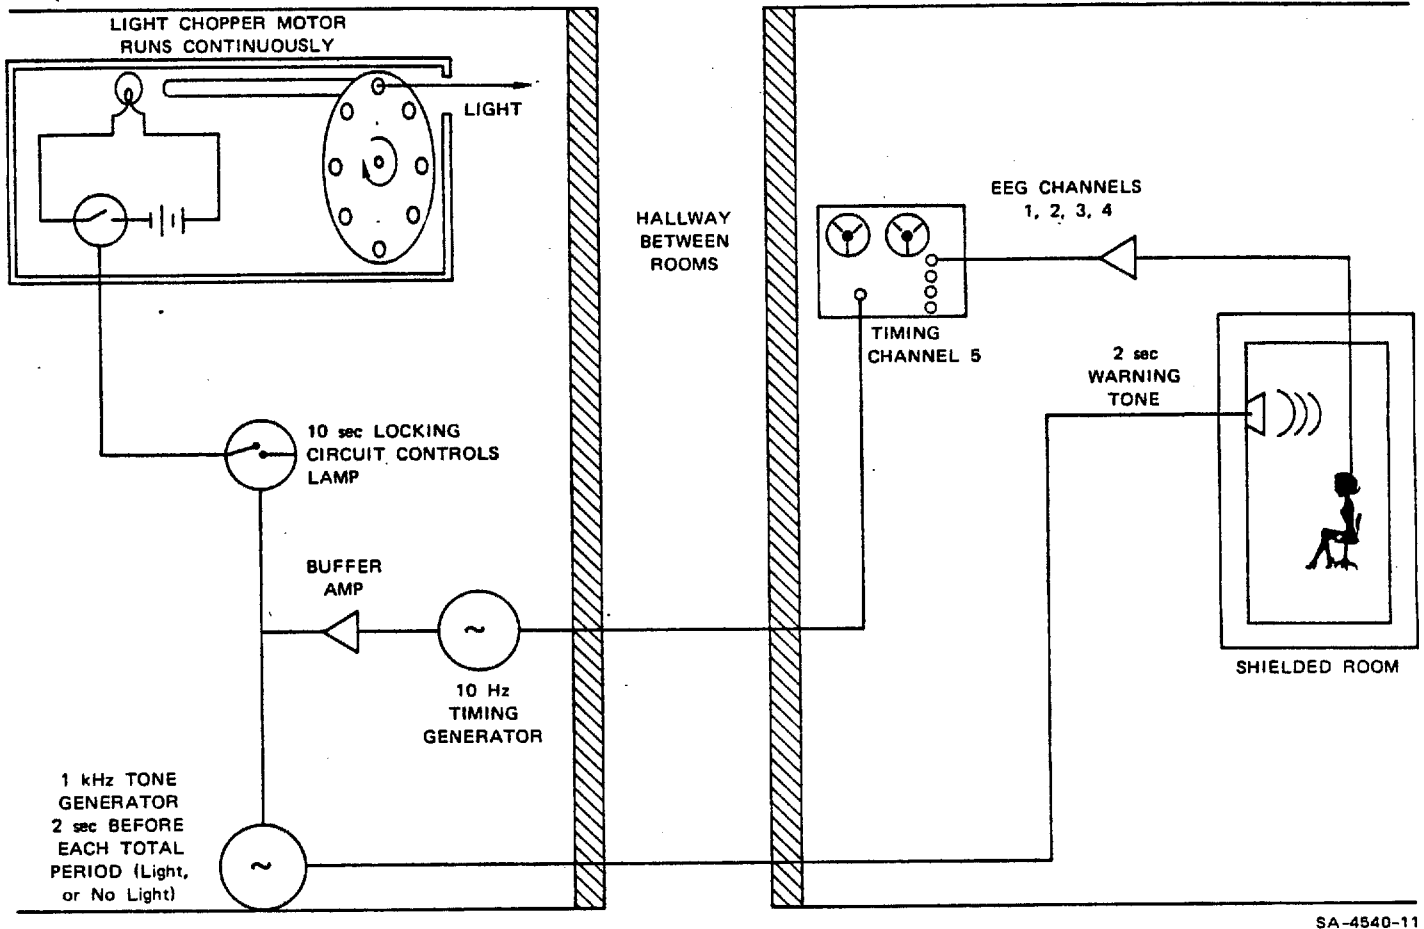 LIGHT CHOPPER MOTOR
RUNS CONTINUOUSLY
LIGHT
HALLWAY
BETWEEN
ROOMS
EEG CHANNELS
1, 2, 3, 4
TIMING
CHANNEL 5
2 sec
WARNING
TONE
10 sec LOCKING
CIRCUIT CONTROLS
LAMP
BUFFER
AMP
~
10 Hz
TIMING
GENERATOR
SHIELDED ROOM
1 kHz TONE
GENERATOR
2 sec BEFORE
EACH TOTAL
PERIOD (Light,
or No Light)
~
SA-4540-11